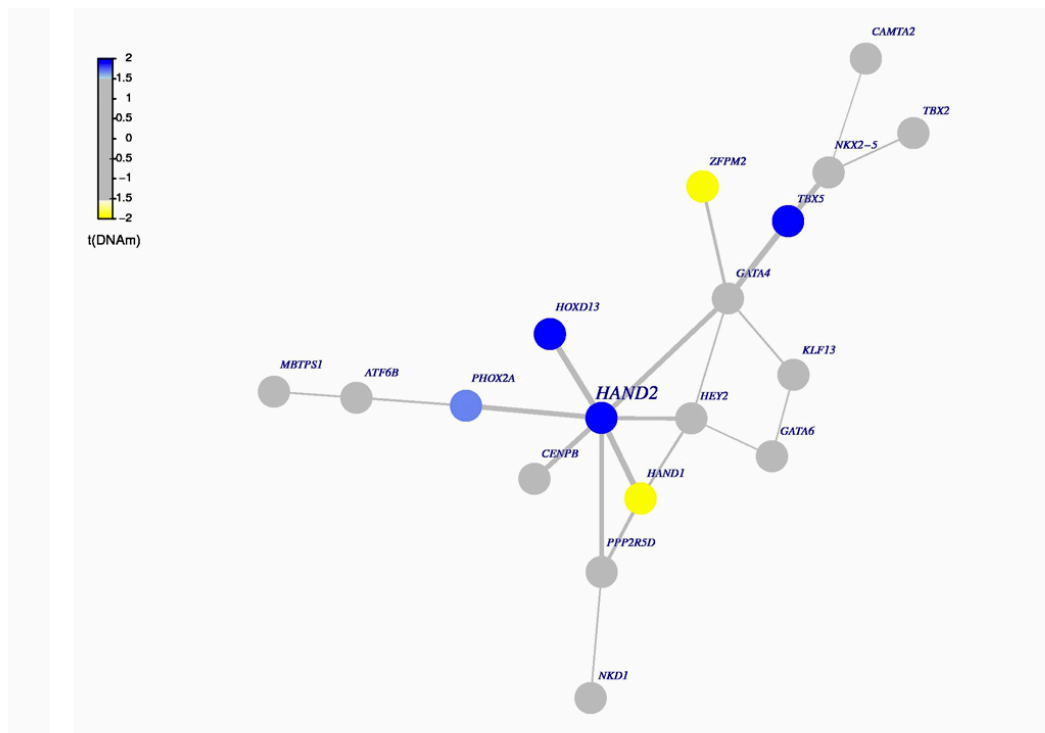 CAMTA2
2
1.5
1
0.5
0
−0.5
−1
−1.5
−2
t(DNAm)
TBX2
NKX2−5
ZFPM2
TBX5
GATA4
HOXD13
KLF13
MBTPS1
ATF6B
PHOX2A
HAND2
HEY2
GATA6
CENPB
HAND1
PPP2R5D
NKD1